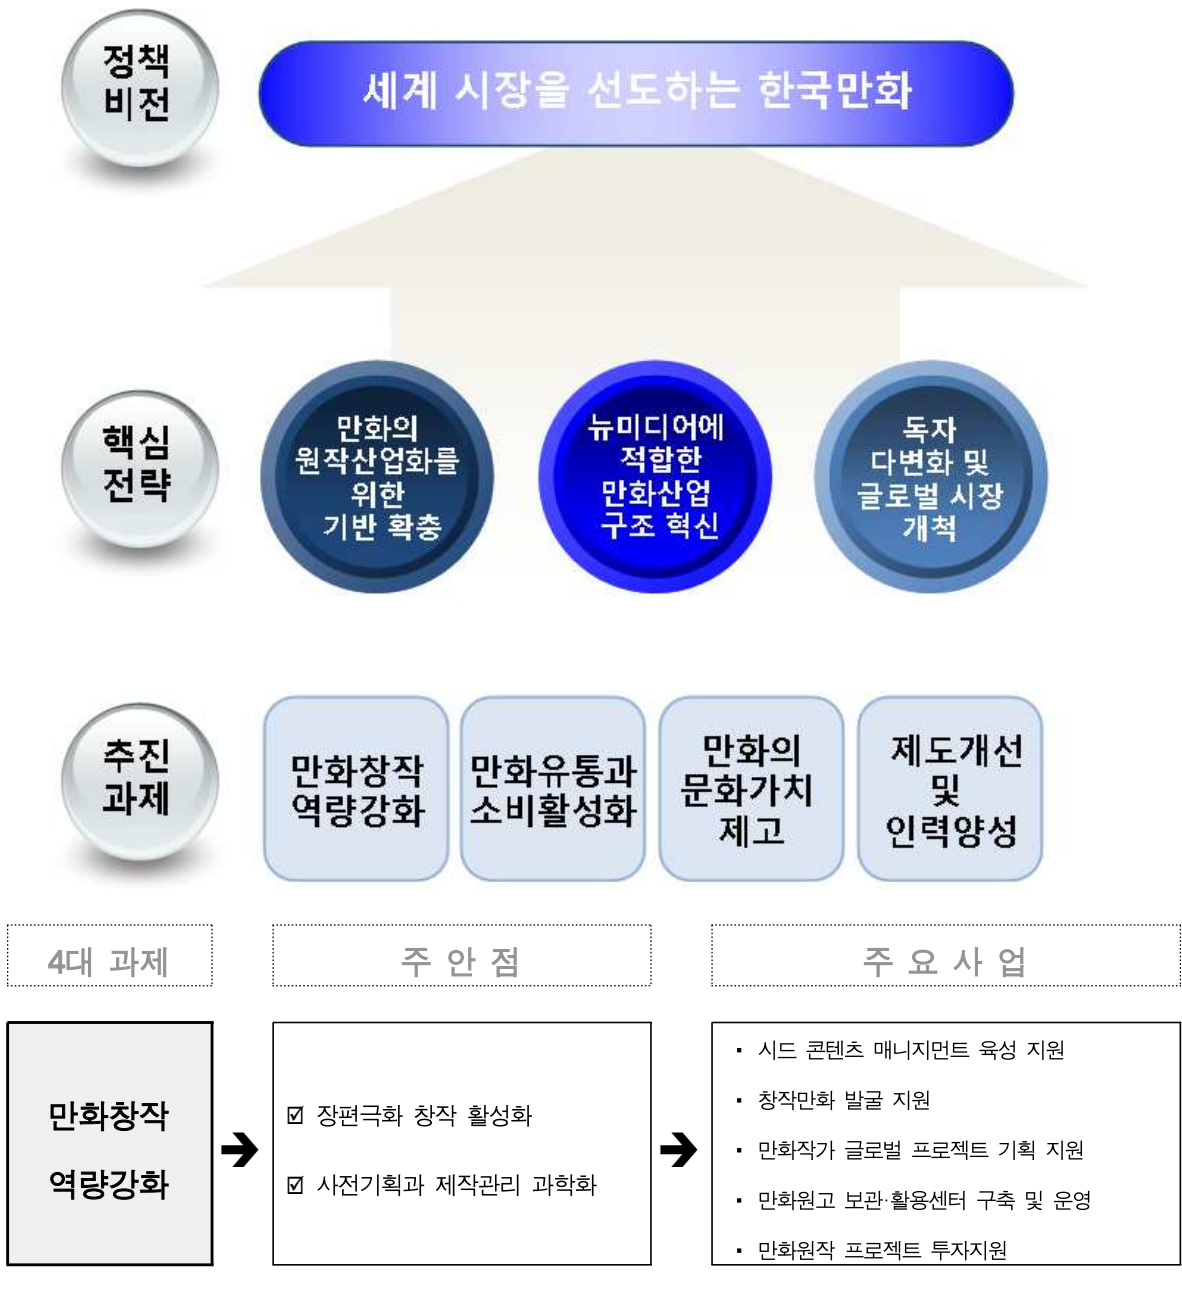 정책
비전
세계 시장을 선도하는 한국만화
핵심
전략
만화의
원작산업화를
위한
기반 확충
뉴미디어에
적합한
만화산업
구조 혁신
독자
다변화 및
글로벌 시장
개척
추진
과제
만화창작
역량강화
만화유통과
소비활성화
만화의
문화가치
제고
제도개선
및
인력양성
4대 과제
주 안 점
주 요 사 업
만화창작
역량강화
☑ 장편극화 창작 활성화
☑ 사전기획과 제작관리 과학화
▪ 시드 콘텐츠 매니지먼트 육성 지원
▪ 창작만화 발굴 지원
▪ 만화작가 글로벌 프로젝트 기획 지원
▪ 만화원고 보관·활용센터 구축 및 운영
▪ 만화원작 프로젝트 투자지원